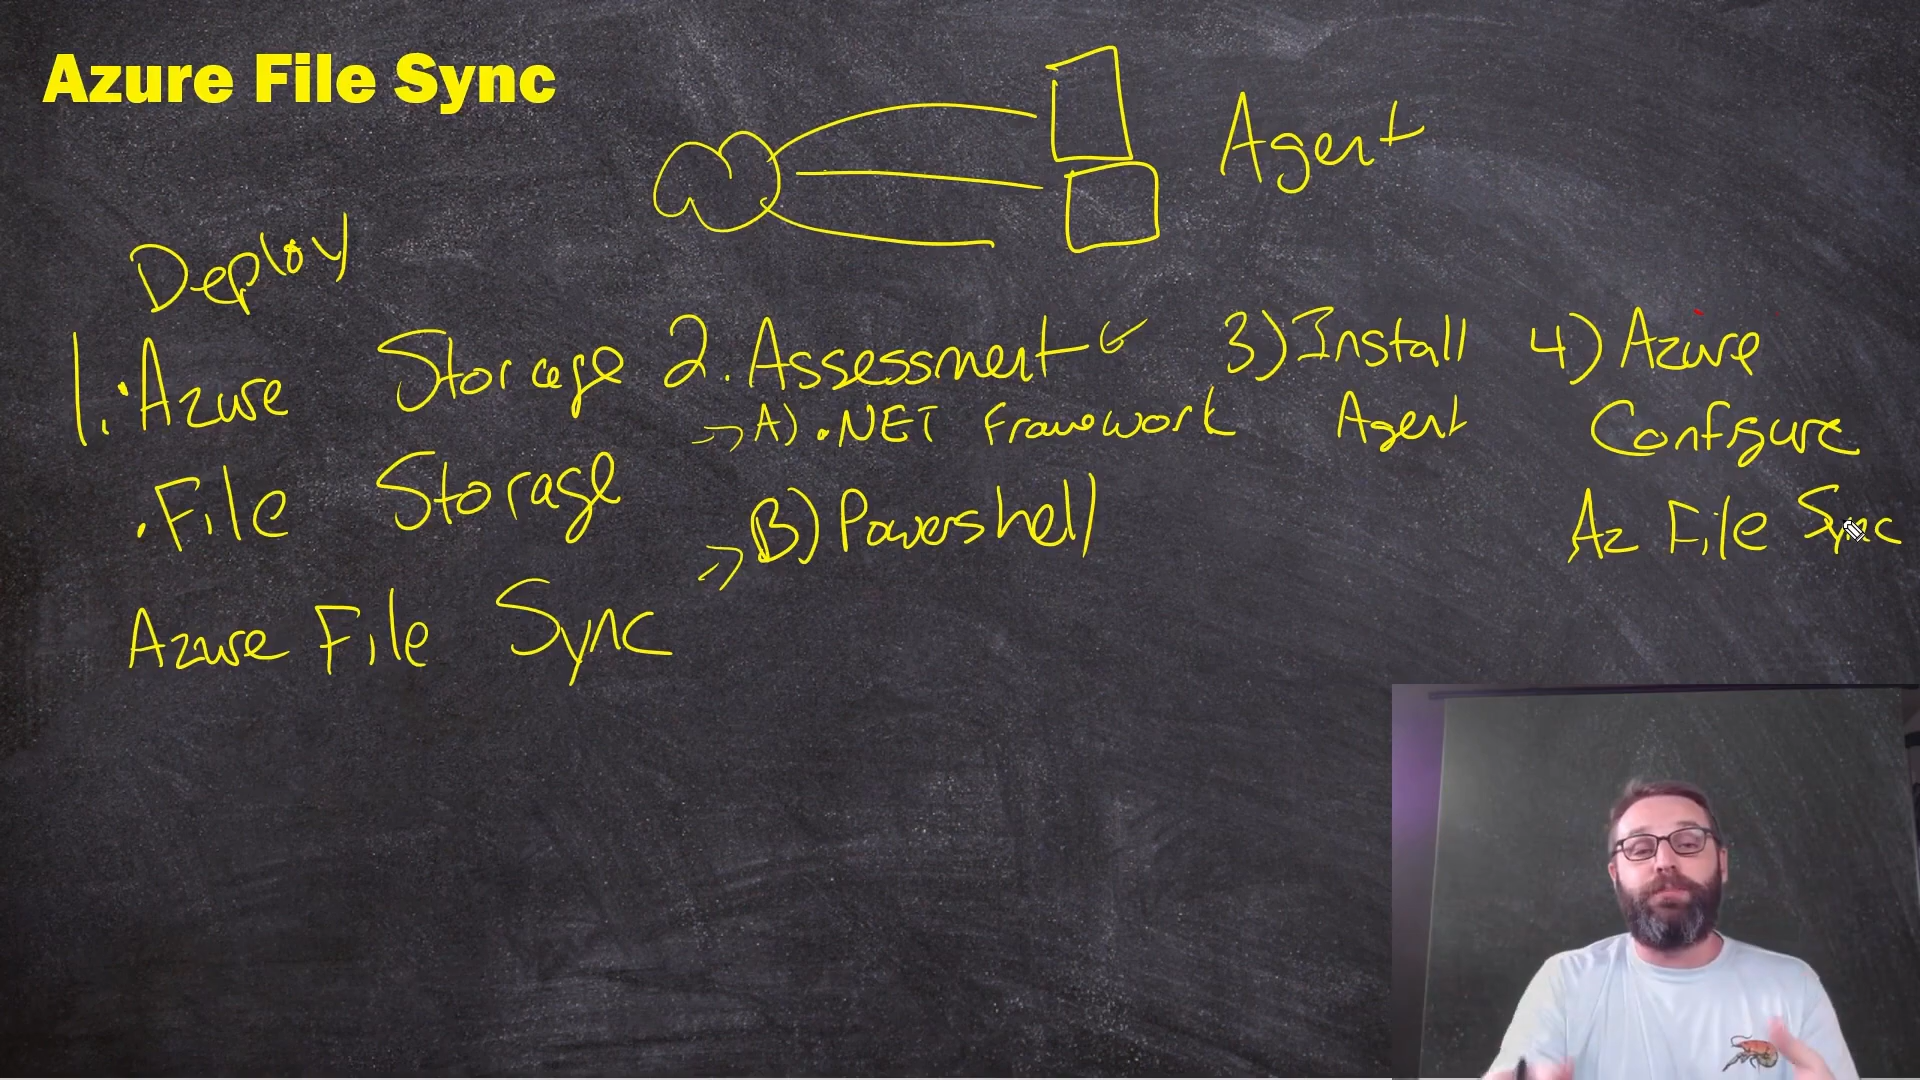 Azure File Sync
Agent
Deploy
1. Azure Storage
File Storage
Azure File Sync
2. Assessment
A) .NET Framework
B) Powershell
3) Install
Agent
4) Azure
Configure
Az File Sync